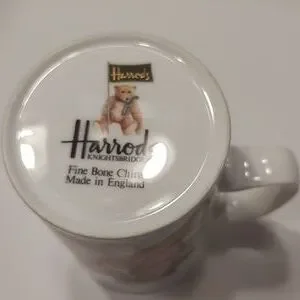 Harrods
Harrods
KNIGHTSBRIDGE
Fine Bone China
Made in England